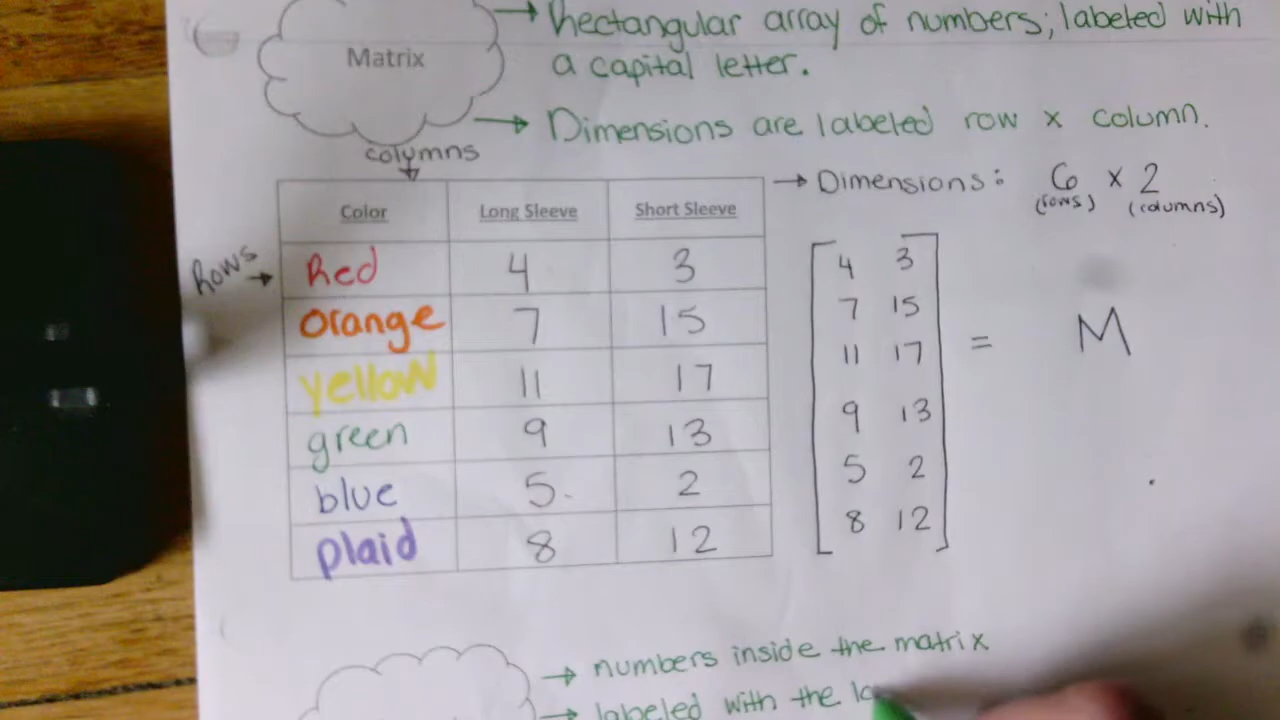 → Rectangular array of numbers; labeled with
a capital letter.
Matrix
→ Dimensions are labeled row x column.
columns
→ Dimensions: 6 x 2
(rows) (columns)
Rows →
Color Long Sleeve Short Sleeve
Red 4 3
orange 7 15
yellow 11 17
green 9 13
blue 5 2
plaid 8 12
4 3
7 15
11 17
9 13
5 2
8 12
= M
→ numbers inside the matrix
→ labeled with the